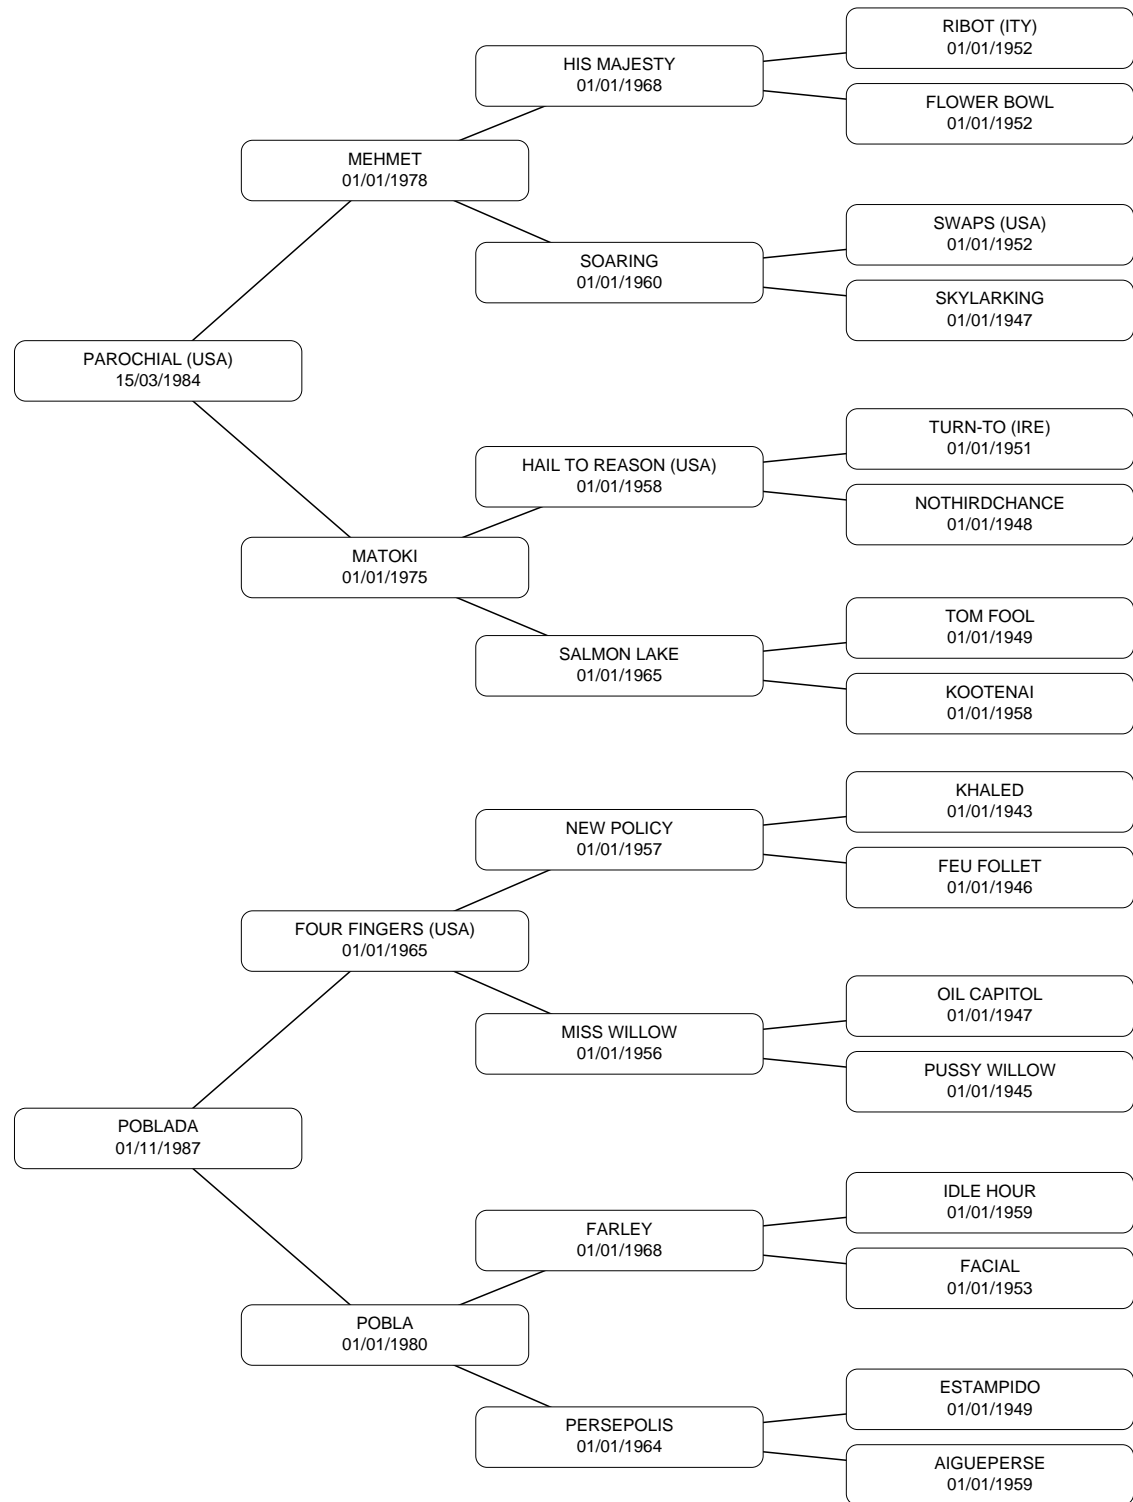 RIBOT (ITY)
01/01/1952
HIS MAJESTY
01/01/1968
FLOWER BOWL
01/01/1952
MEHMET
01/01/1978
SWAPS (USA)
01/01/1952
SOARING
01/01/1960
SKYLARKING
01/01/1947
PAROCHIAL (USA)
15/03/1984
TURN-TO (IRE)
01/01/1951
HAIL TO REASON (USA)
01/01/1958
NOTHIRDCHANCE
01/01/1948
MATOKI
01/01/1975
TOM FOOL
01/01/1949
SALMON LAKE
01/01/1965
KOOTENAI
01/01/1958
KHALED
01/01/1943
NEW POLICY
01/01/1957
FEU FOLLET
01/01/1946
FOUR FINGERS (USA)
01/01/1965
OIL CAPITOL
01/01/1947
MISS WILLOW
01/01/1956
PUSSY WILLOW
01/01/1945
POBLADA
01/11/1987
IDLE HOUR
01/01/1959
FARLEY
01/01/1968
FACIAL
01/01/1953
POBLA
01/01/1980
ESTAMPIDO
01/01/1949
PERSEPOLIS
01/01/1964
AIGUEPERSE
01/01/1959